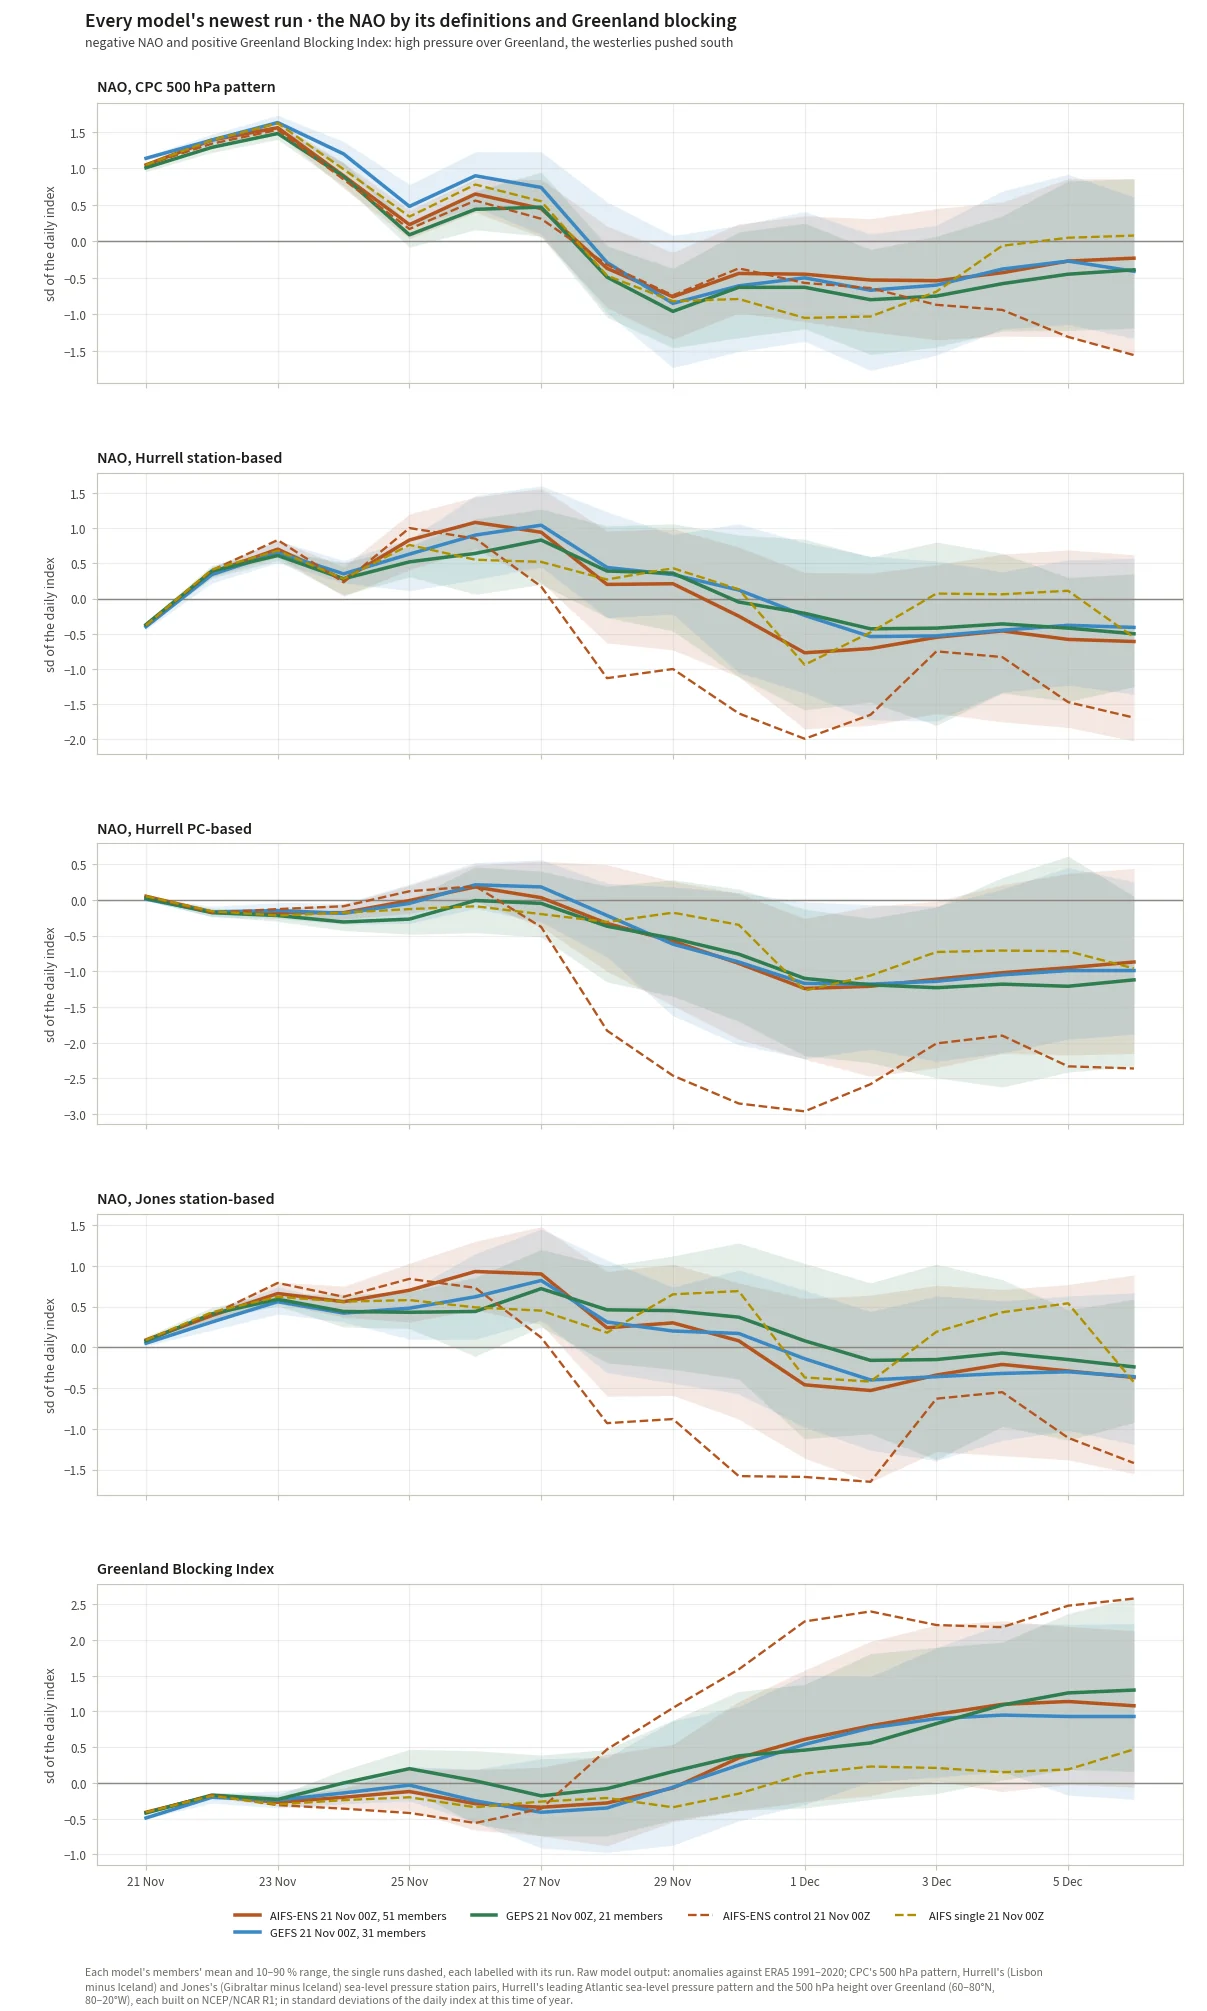 Every model's newest run · the NAO by its definitions and Greenland blocking
negative NAO and positive Greenland Blocking Index: high pressure over Greenland, the westerlies pushed south
NAO, CPC 500 hPa pattern
sd of the daily index
1.5
1.0
0.5
0.0
−0.5
−1.0
−1.5
NAO, Hurrell station-based
sd of the daily index
1.5
1.0
0.5
0.0
−0.5
−1.0
−1.5
−2.0
NAO, Hurrell PC-based
sd of the daily index
0.5
0.0
−0.5
−1.0
−1.5
−2.0
−2.5
−3.0
NAO, Jones station-based
sd of the daily index
1.5
1.0
0.5
0.0
−0.5
−1.0
−1.5
Greenland Blocking Index
sd of the daily index
2.5
2.0
1.5
1.0
0.5
0.0
−0.5
−1.0
21 Nov 23 Nov 25 Nov 27 Nov 29 Nov 1 Dec 3 Dec 5 Dec
AIFS-ENS 21 Nov 00Z, 51 members GEPS 21 Nov 00Z, 21 members AIFS-ENS control 21 Nov 00Z AIFS single 21 Nov 00Z
GEFS 21 Nov 00Z, 31 members
Each model's members' mean and 10–90 % range, the single runs dashed, each labelled with its run. Raw model output: anomalies against ERA5 1991–2020; CPC's 500 hPa pattern, Hurrell's (Lisbon
minus Iceland) and Jones's (Gibraltar minus Iceland) sea-level pressure station pairs, Hurrell's leading Atlantic sea-level pressure pattern and the 500 hPa height over Greenland (60–80°N,
80–20°W), each built on NCEP/NCAR R1; in standard deviations of the daily index at this time of year.